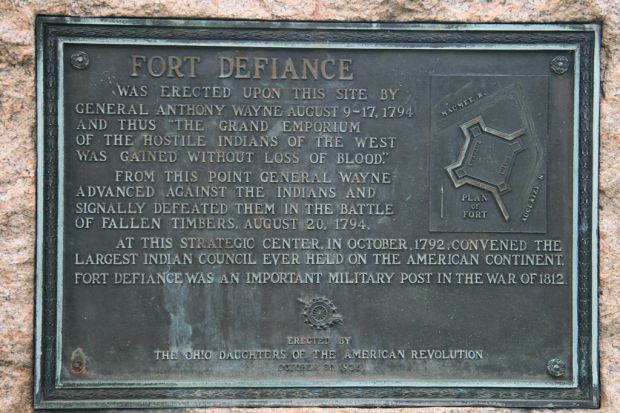 FORT DEFIANCE
WAS ERECTED UPON THIS SITE BY
GENERAL ANTHONY WAYNE AUGUST 9-17, 1794
AND THUS "THE GRAND EMPORIUM
OF THE HOSTILE INDIANS OF THE WEST
WAS GAINED WITHOUT LOSS OF BLOOD."
FROM THIS POINT GENERAL WAYNE
ADVANCED AGAINST THE INDIANS AND
SIGNALLY DEFEATED THEM IN THE BATTLE
OF FALLEN TIMBERS, AUGUST 20, 1794.
MAUMEE R.
AUGLAIZE R.
PLAN
OF
FORT
AT THIS STRATEGIC CENTER, IN OCTOBER, 1792, CONVENED THE
LARGEST INDIAN COUNCIL EVER HELD ON THE AMERICAN CONTINENT.
FORT DEFIANCE WAS AN IMPORTANT MILITARY POST IN THE WAR OF 1812.
ERECTED BY
THE OHIO DAUGHTERS OF THE AMERICAN REVOLUTION
OCTOBER